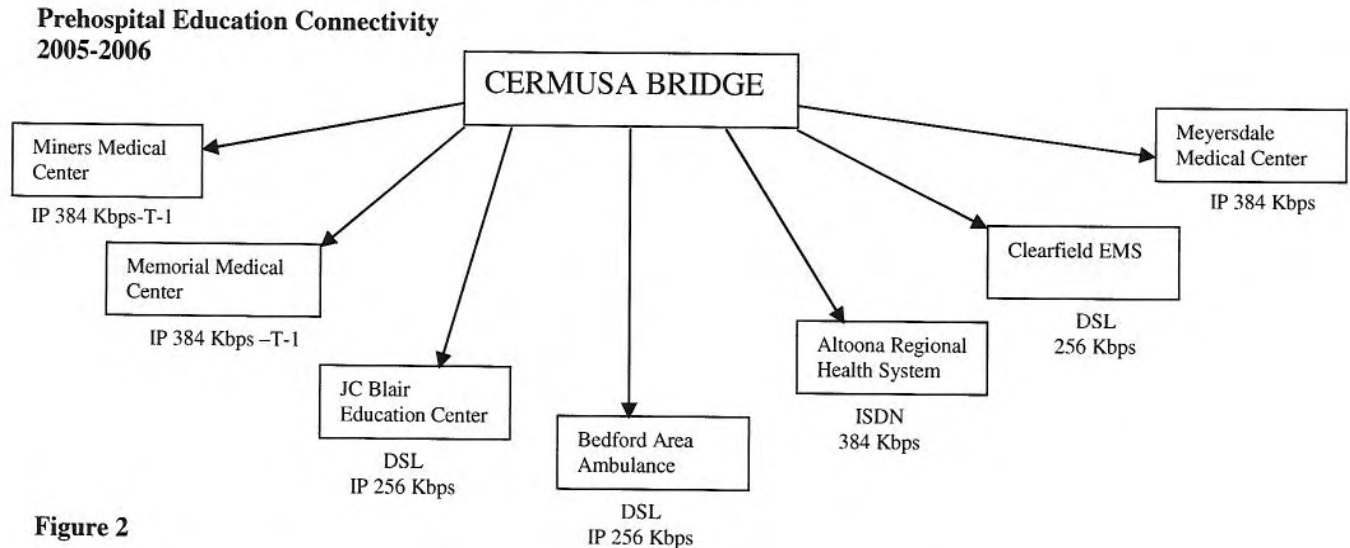 Prehospital Education Connectivity
2005-2006
CERMUSA BRIDGE
Miners Medical
Center
IP 384 Kbps-T-1
Memorial Medical
Center
IP 384 Kbps –T-1
JC Blair
Education Center
DSL
IP 256 Kbps
Bedford Area
Ambulance
DSL
IP 256 Kbps
Altoona Regional
Health System
ISDN
384 Kbps
Clearfield EMS
DSL
256 Kbps
Meyersdale
Medical Center
IP 384 Kbps
Figure 2